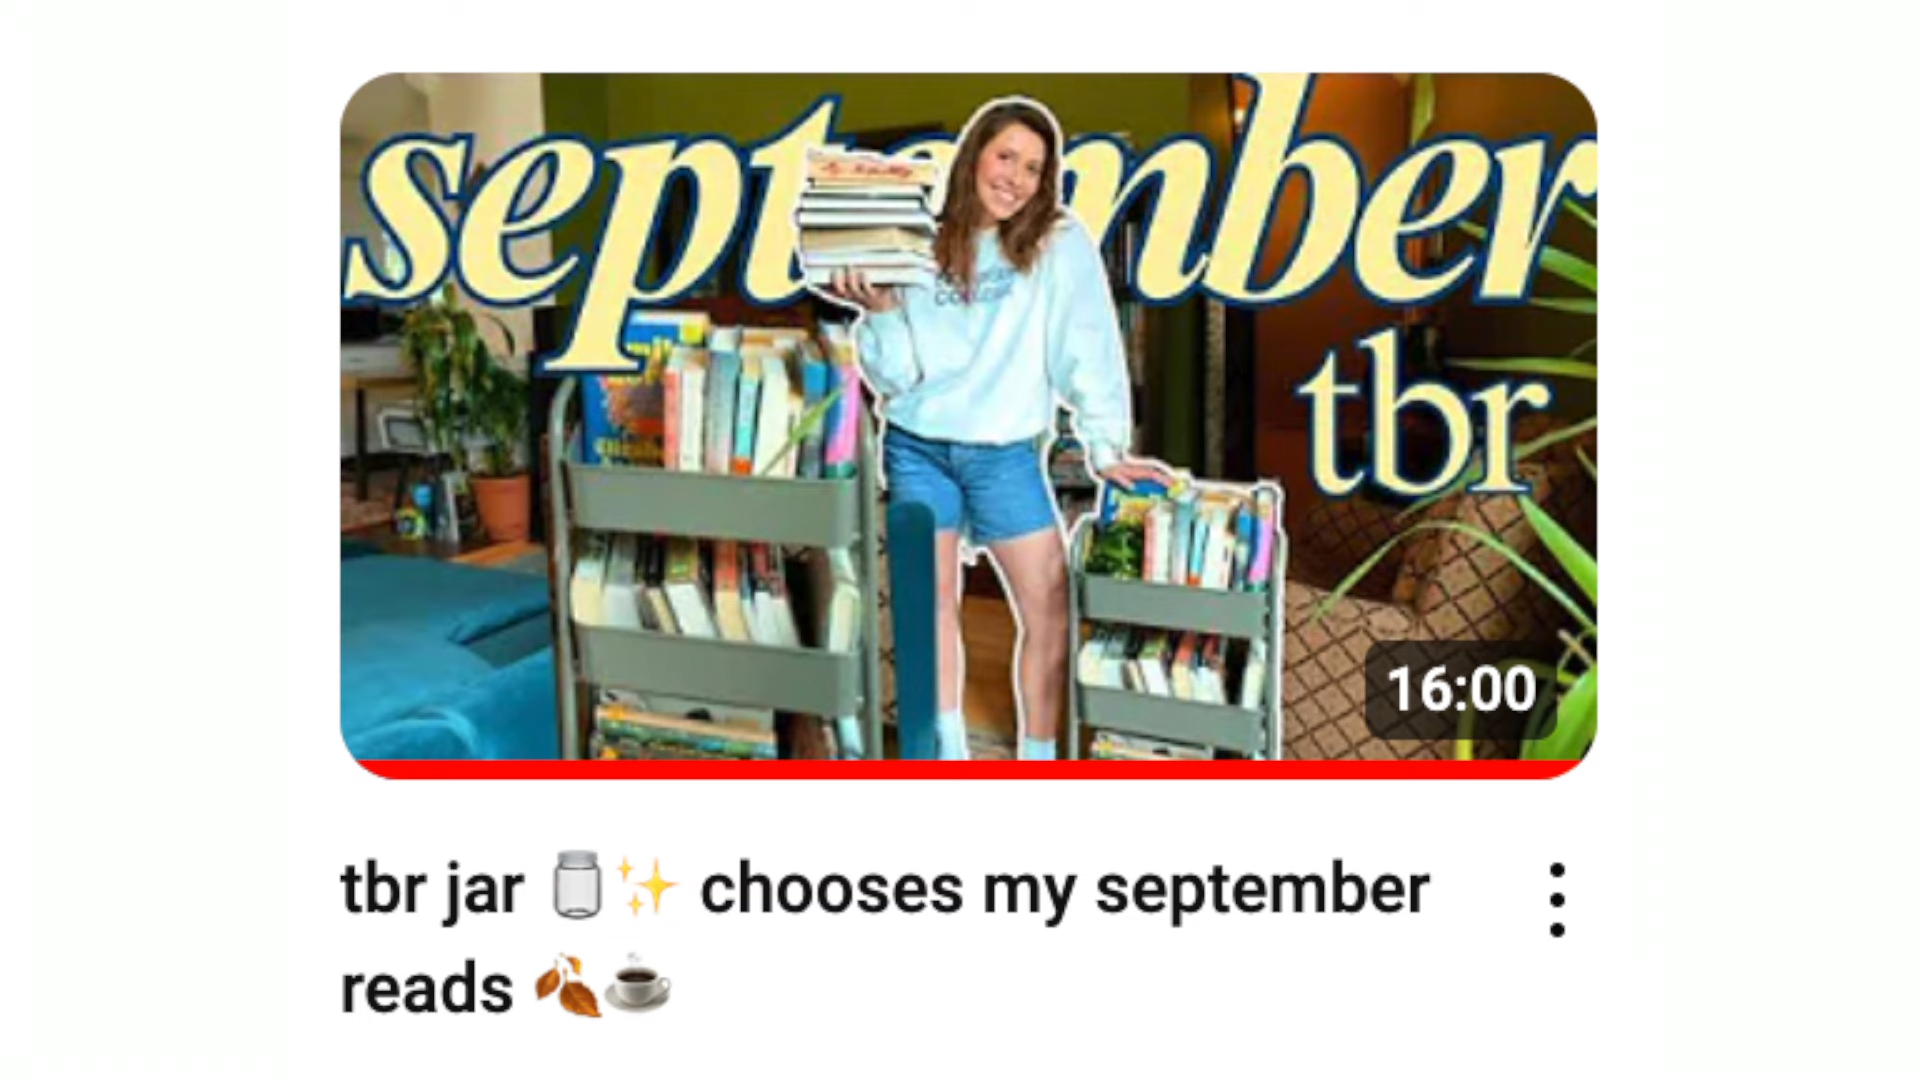 september
tbr
16:00
tbr jar 🫙✨ chooses my september
reads 🍂☕